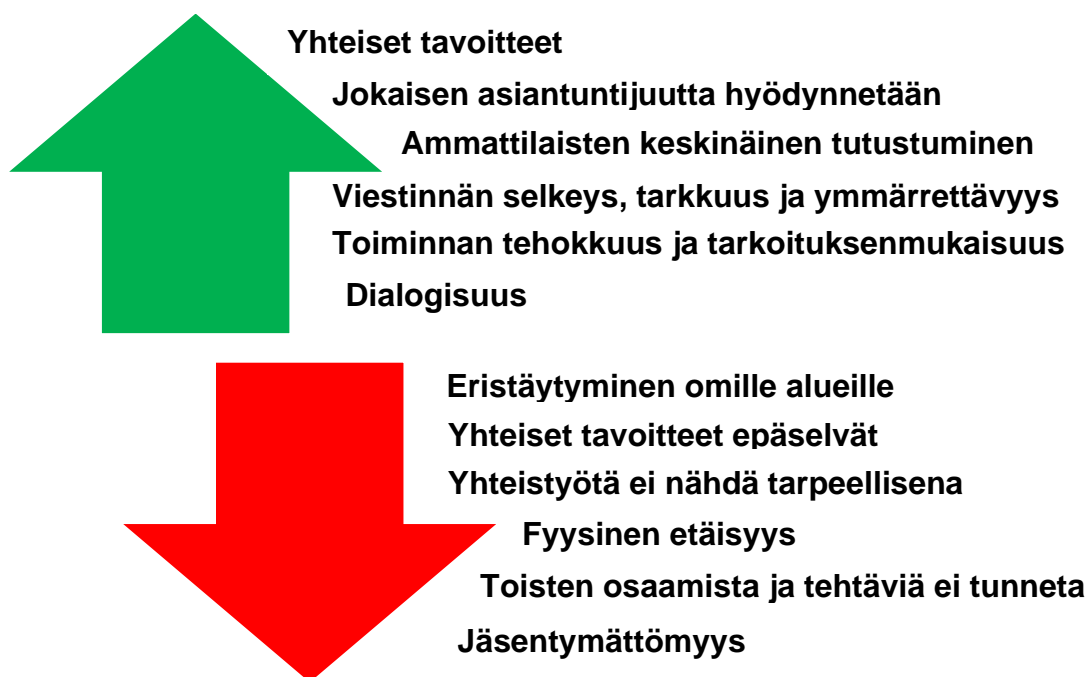 Yhteiset tavoitteet
Jokaisen asiantuntijuutta hyödynnetään
Ammattilaisten keskinäinen tutustuminen
Viestinnän selkeys, tarkkuus ja ymmärrettävyys
Toiminnan tehokkuus ja tarkoituksenmukaisuus
Dialogisuus
Eristäytyminen omille alueille
Yhteiset tavoitteet epäselvät
Yhteistyötä ei nähdä tarpeellisena
Fyysinen etäisyys
Toisten osaamista ja tehtäviä ei tunneta
Jäsentymättömyys